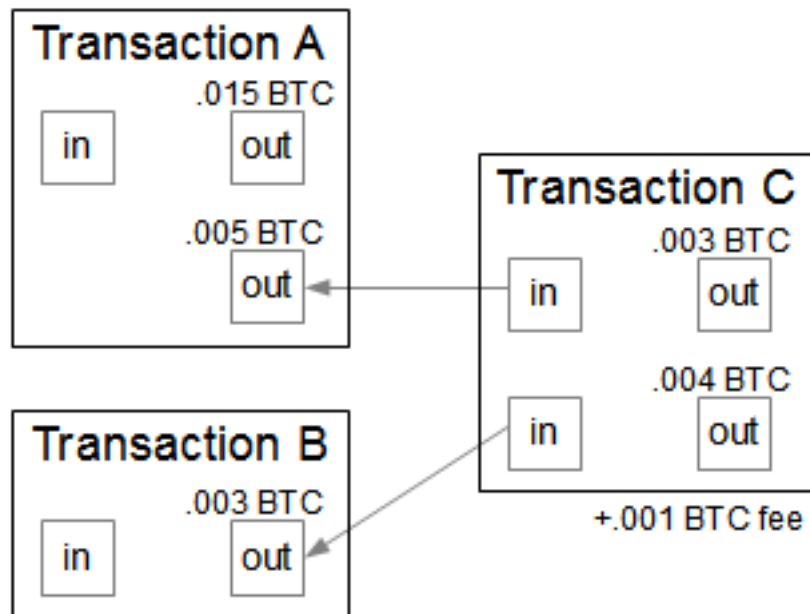 Transaction A
.015 BTC
in
out
.005 BTC
out
Transaction B
.003 BTC
in
out
Transaction C
.003 BTC
in
out
.004 BTC
in
out
+.001 BTC fee